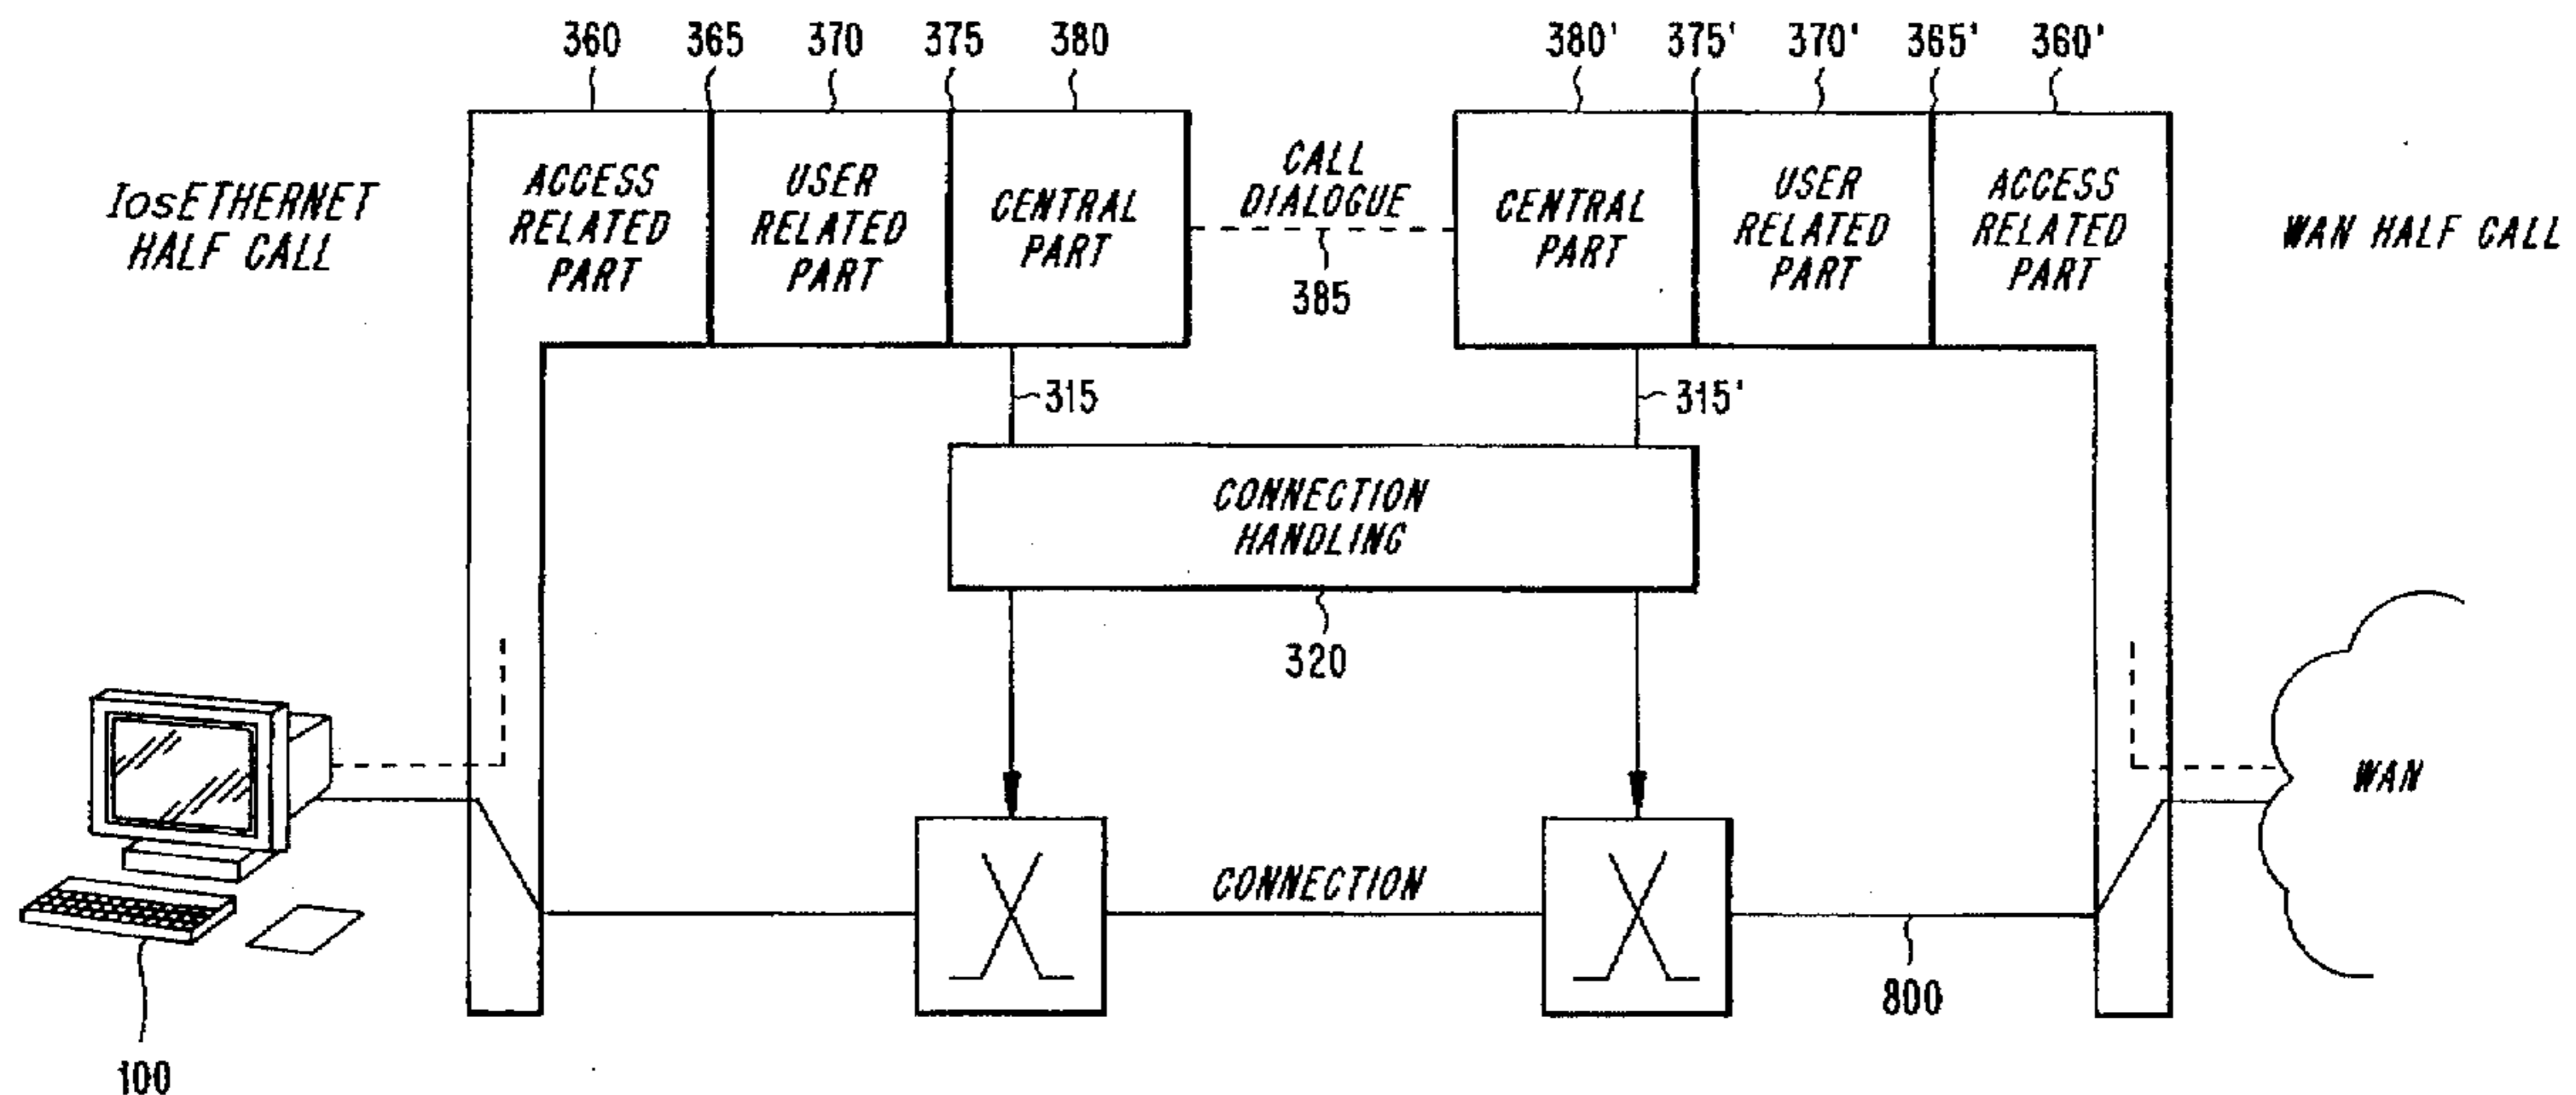 360 365 370 375 380 380' 375' 370' 365' 360'
IosETHERNET
HALF CALL
ACCESS
RELATED
PART
USER
RELATED
PART
CENTRAL
PART
CALL
DIALOGUE
385
CENTRAL
PART
USER
RELATED
PART
ACCESS
RELATED
PART
WAN HALF CALL
315
315'
CONNECTION
HANDLING
320
WAN
CONNECTION
800
100